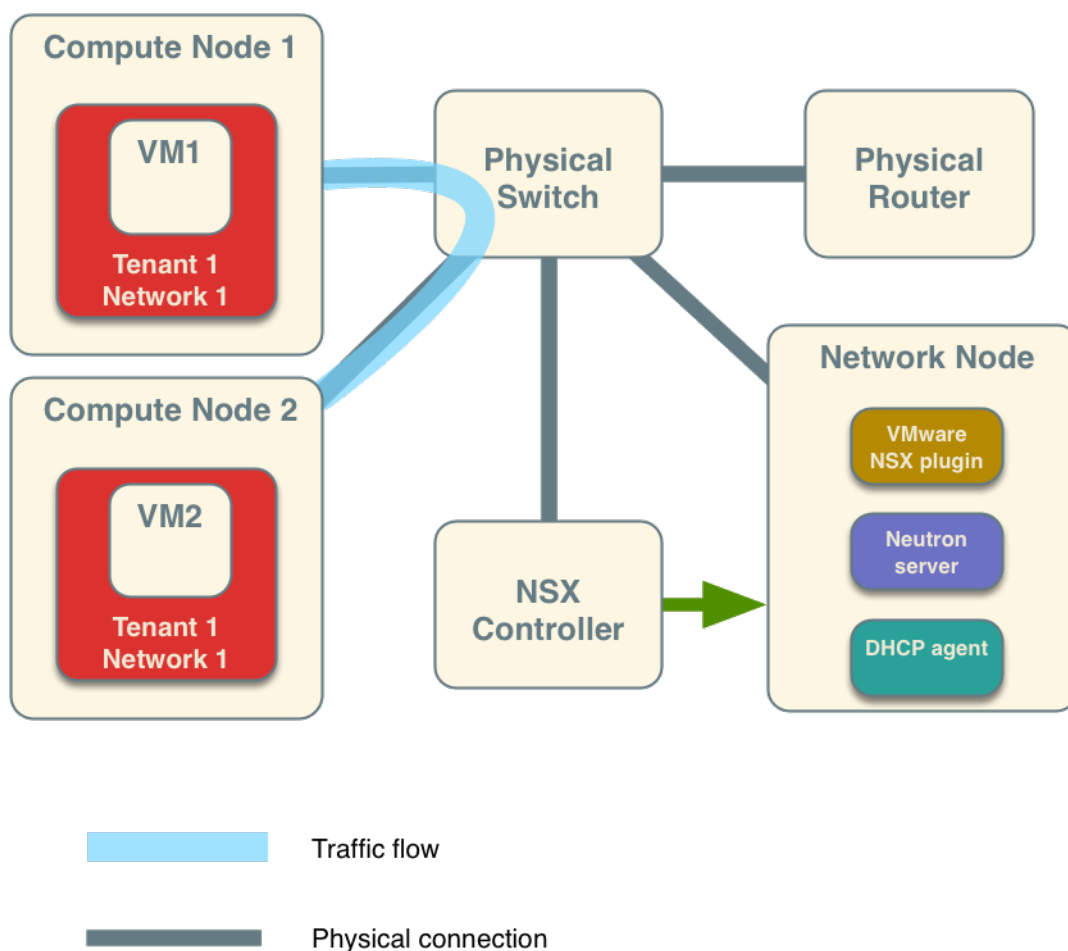 Compute Node 1
VM1
Tenant 1
Network 1
Physical
Switch
Physical
Router
Compute Node 2
VM2
Tenant 1
Network 1
NSX
Controller
Network Node
VMware
NSX plugin
Neutron
server
DHCP agent
Traffic flow
Physical connection